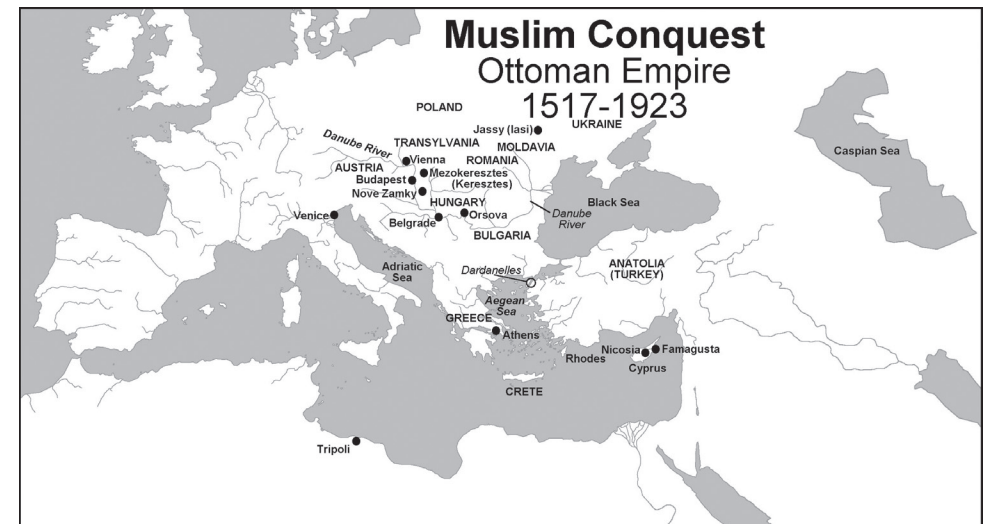 Muslim Conquest
Ottoman Empire
1517-1923
POLAND
Jassy (Iasi)
UKRAINE
Danube River
TRANSYLVANIA
MOLDAVIA
Caspian Sea
Vienna
ROMANIA
AUSTRIA
Mezokeresztes
(Keresztes)
Budapest
Nove Zamky
HUNGARY
Black Sea
Venice
Belgrade
Orsova
Danube
River
BULGARIA
Adriatic
Sea
Dardanelles
ANATOLIA
(TURKEY)
Aegean
Sea
GREECE
Athens
Rhodes
Nicosia
Famagusta
Cyprus
CRETE
Tripoli